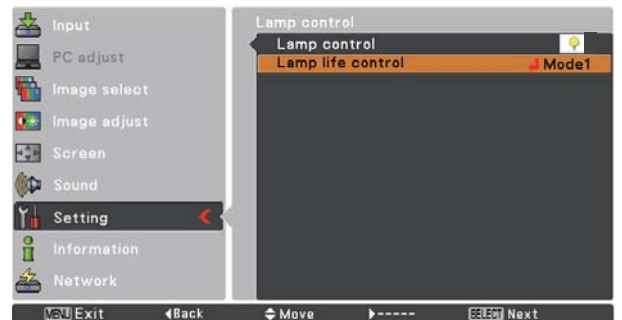 Input
PC adjust
Image select
Image adjust
Screen
Sound
Setting
Information
Network
Lamp control
Lamp control
Lamp life control Mode1
MENU Exit Back Move ----- SELECT Next